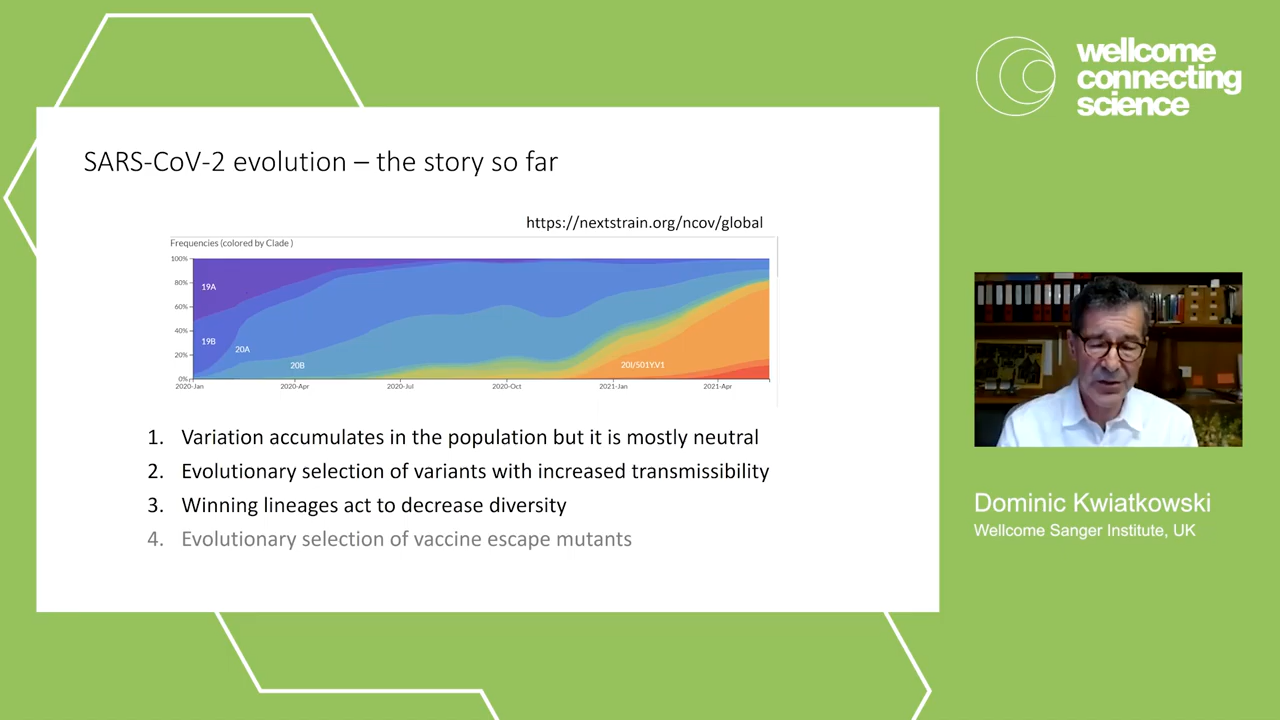 wellcome
connecting
science
SARS-CoV-2 evolution – the story so far
https://nextstrain.org/ncov/global
Frequencies (colored by Clade )
100%
80%
60%
40%
20%
0%
19A
19B
20A
20B
20I/501Y.V1
2020-Jan
2020-Apr
2020-Jul
2020-Oct
2021-Jan
2021-Apr
1. Variation accumulates in the population but it is mostly neutral
2. Evolutionary selection of variants with increased transmissibility
3. Winning lineages act to decrease diversity
4. Evolutionary selection of vaccine escape mutants
Dominic Kwiatkowski
Wellcome Sanger Institute, UK